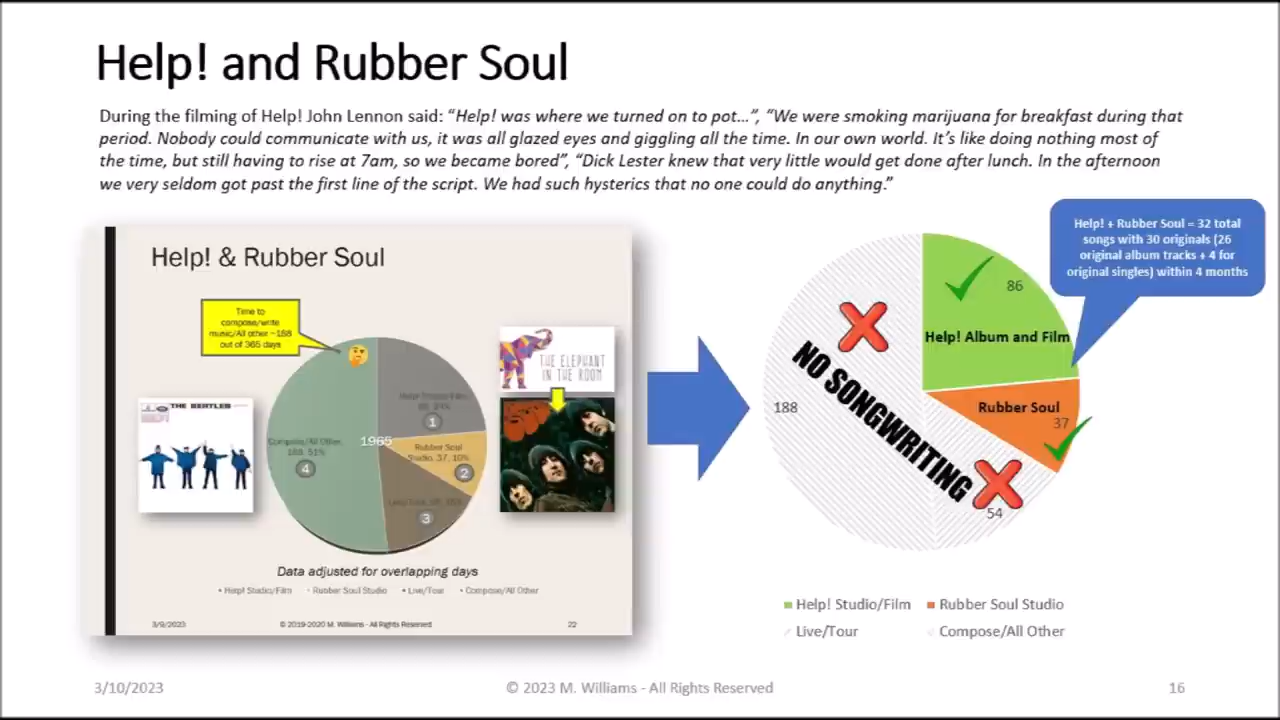 Help! and Rubber Soul
During the filming of Help! John Lennon said: “Help! was where we turned on to pot…”, “We were smoking marijuana for breakfast during that
period. Nobody could communicate with us, it was all glazed eyes and giggling all the time. In our own world. It’s like doing nothing most of
the time, but still having to rise at 7am, so we became bored”, “Dick Lester knew that very little would get done after lunch. In the afternoon
we very seldom got past the first line of the script. We had such hysterics that no one could do anything.”
Help! + Rubber Soul = 32 total
songs with 30 originals (26
original album tracks + 4 for
original singles) within 4 months
Help! & Rubber Soul
Time to
compose/write
music/All other ~188
out of 365 days
THE ELEPHANT
IN THE ROOM
THE BEATLES
1965
1
Rubber Soul
Studio, 37, 10%
2
Compose/All Other,
188, 51%
4
3
Data adjusted for overlapping days
• Help! Studio/Film • Rubber Soul Studio • Live/Tour • Compose/All Other
3/9/2023 © 2019-2020 M. Williams - All Rights Reserved 22
86
Help! Album and Film
Rubber Soul
37
188
NO SONGWRITING
54
Help! Studio/Film Rubber Soul Studio
Live/Tour Compose/All Other
3/10/2023 © 2023 M. Williams - All Rights Reserved 16